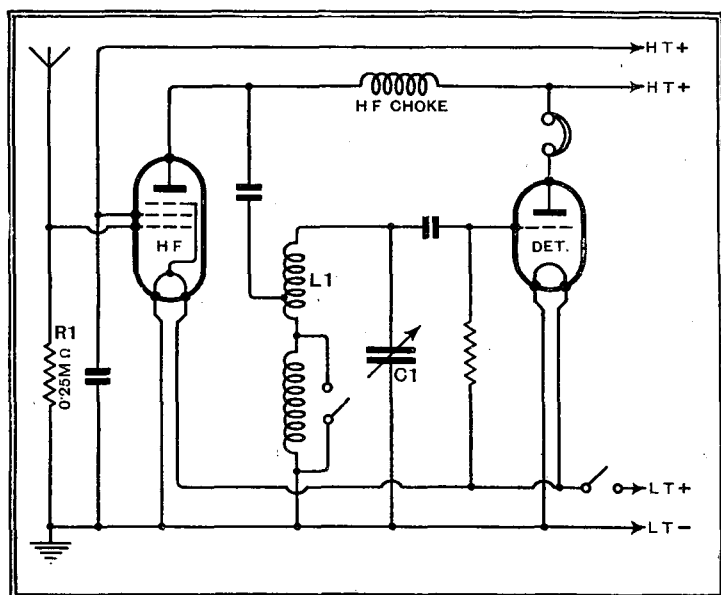 HT+
HT+
HF CHOKE
HF
DET.
L1
R1
0·25MΩ
C1
LT+
LT−